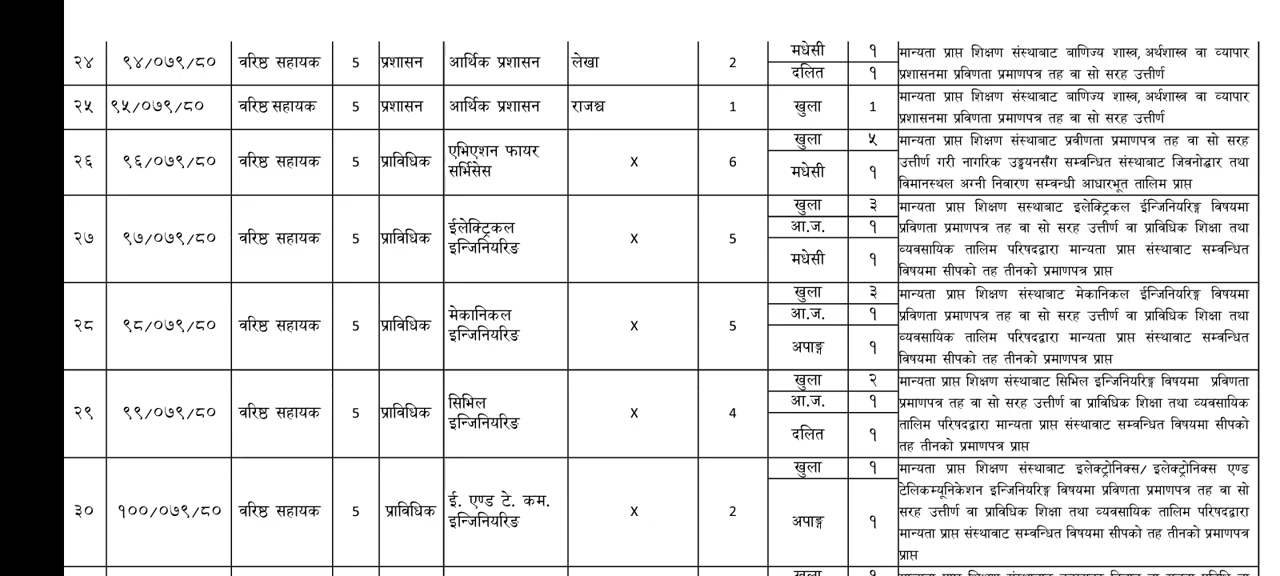 २४ ९४/०७९/८० वरिष्ठ सहायक 5 प्रशासन आर्थिक प्रशासन लेखा 2 मधेसी १ मान्यता प्राप्त शिक्षण संस्थाबाट बाणिज्य शास्त्र, अर्थशास्त्र वा व्यापार
दलित १ प्रशासनमा प्रविणता प्रमाणपत्र तह वा सो सरह उत्तीर्ण
२५ ९५/०७९/८० वरिष्ठ सहायक 5 प्रशासन आर्थिक प्रशासन राजश्व 1 खुला 1 मान्यता प्राप्त शिक्षण संस्थाबाट बाणिज्य शास्त्र, अर्थशास्त्र वा व्यापार
प्रशासनमा प्रविणता प्रमाणपत्र तह वा सो सरह उत्तीर्ण
२६ ९६/०७९/८० वरिष्ठ सहायक 5 प्राविधिक एभिएशन फायर X 6 खुला ५ मान्यता प्राप्त शिक्षण संस्थाबाट प्रवीणता प्रमाणपत्र तह वा सो सरह
सर्भिसेस मधेसी १ उत्तीर्ण गरी नागरिक उड्डयनसँग सम्वन्धित संस्थाबाट जिवनोद्धार तथा
विमानस्थल अग्नी निवारण सम्वन्धी आधारभूत तालिम प्राप्त
२७ ९७/०७९/८० वरिष्ठ सहायक 5 प्राविधिक ईलेक्ट्रिकल X 5 खुला ३ मान्यता प्राप्त शिक्षण सस्थाबाट इलेक्ट्रिकल ईन्जिनियरिङ्ग विषयमा
इन्जिनियरिङ आ.ज. १ प्रविणता प्रमाणपत्र तह वा सो सरह उत्तीर्ण वा प्राविधिक शिक्षा तथा
मधेसी १ व्यवसायिक तालिम परिषदद्वारा मान्यता प्राप्त संस्थावाट सम्वन्धित
विषयमा सीपको तह तीनको प्रमाणपत्र प्राप्त
२८ ९८/०७९/८० वरिष्ठ सहायक 5 प्राविधिक मेकानिकल X 5 खुला ३ मान्यता प्राप्त शिक्षण संस्थाबाट मेकानिकल ईन्जिनियरिङ्ग विषयमा
इन्जिनियरिङ आ.ज. १ प्रविणता प्रमाणपत्र तह वा सो सरह उत्तीर्ण वा प्राविधिक शिक्षा तथा
अपाङ्ग १ व्यवसायिक तालिम परिषदद्वारा मान्यता प्राप्त संस्थावाट सम्वन्धित
विषयमा सीपको तह तीनको प्रमाणपत्र प्राप्त
२९ ९९/०७९/८० वरिष्ठ सहायक 5 प्राविधिक सिभिल X 4 खुला २ मान्यता प्राप्त शिक्षण संस्थाबाट सिभिल इन्जिनियरिङ्ग विषयमा प्रविणता
इन्जिनियरिङ आ.ज. १ प्रमाणपत्र तह वा सो सरह उत्तीर्ण वा प्राविधिक शिक्षा तथा व्यवसायिक
दलित १ तालिम परिषदद्वारा मान्यता प्राप्त संस्थावाट सम्वन्धित विषयमा सीपको
तह तीनको प्रमाणपत्र प्राप्त
३० १००/०७९/८० वरिष्ठ सहायक 5 प्राविधिक ई. एण्ड टे. कम. X 2 खुला १ मान्यता प्राप्त शिक्षण संस्थाबाट इलेक्ट्रोनिक्स/ इलेक्ट्रोनिक्स एण्ड
इन्जिनियरिङ टेलिकम्यूनिकेशन इन्जिनियरिङ्ग विषयमा प्रविणता प्रमाणपत्र तह वा सो
अपाङ्ग १ सरह उत्तीर्ण वा प्राविधिक शिक्षा तथा व्यवसायिक तालिम परिषदद्वारा
मान्यता प्राप्त संस्थावाट सम्वन्धित विषयमा सीपको तह तीनको प्रमाणपत्र
प्राप्त